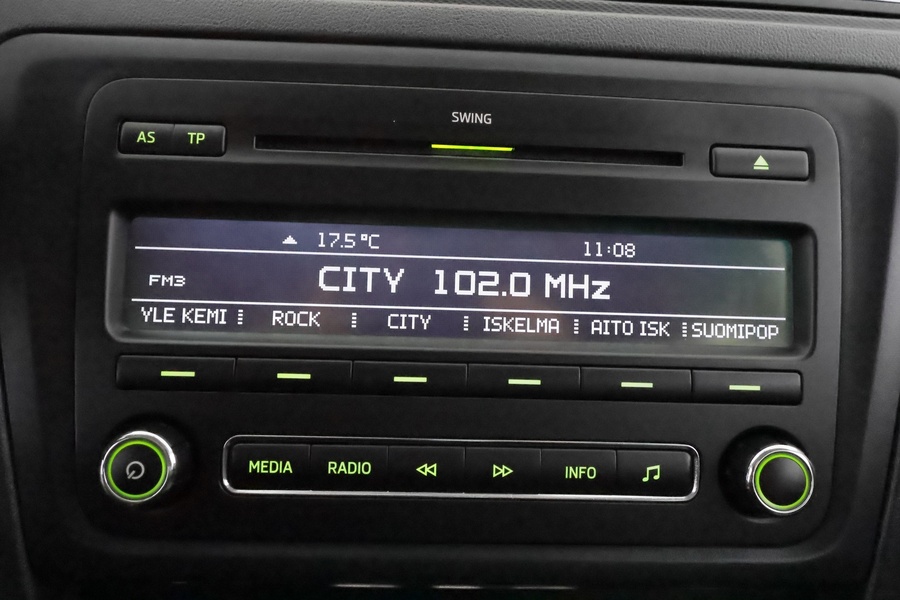 SWING
AS TP
17.5°C 11:08
FM3 CITY 102.0 MHz
YLE KEMI ROCK CITY ISKELMA AITO ISK SUOMIPOP
MEDIA RADIO INFO